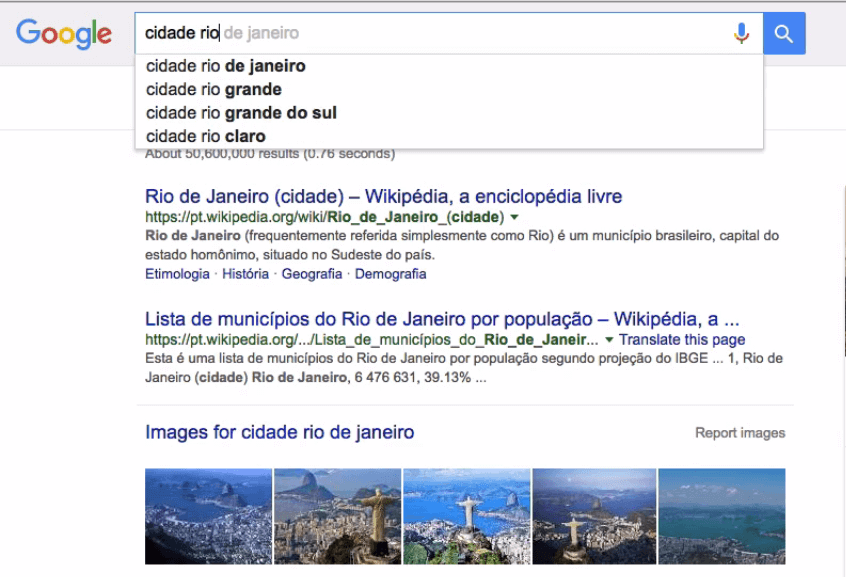 Google
cidade rio de janeiro
cidade rio de janeiro
cidade rio grande
cidade rio grande do sul
cidade rio claro
About 50,600,000 results (0.76 seconds)
Rio de Janeiro (cidade) – Wikipédia, a enciclopédia livre
https://pt.wikipedia.org/wiki/Rio_de_Janeiro_(cidade)
Rio de Janeiro (frequentemente referida simplesmente como Rio) é um município brasileiro, capital do
estado homônimo, situado no Sudeste do país.
Etimologia · História · Geografia · Demografia
Lista de municípios do Rio de Janeiro por população – Wikipédia, a ...
https://pt.wikipedia.org/.../Lista_de_municípios_do_Rio_de_Janeir... Translate this page
Esta é uma lista de municípios do Rio de Janeiro por população segundo projeção do IBGE ... 1, Rio de
Janeiro (cidade) Rio de Janeiro, 6 476 631, 39.13% ...
Images for cidade rio de janeiro Report images